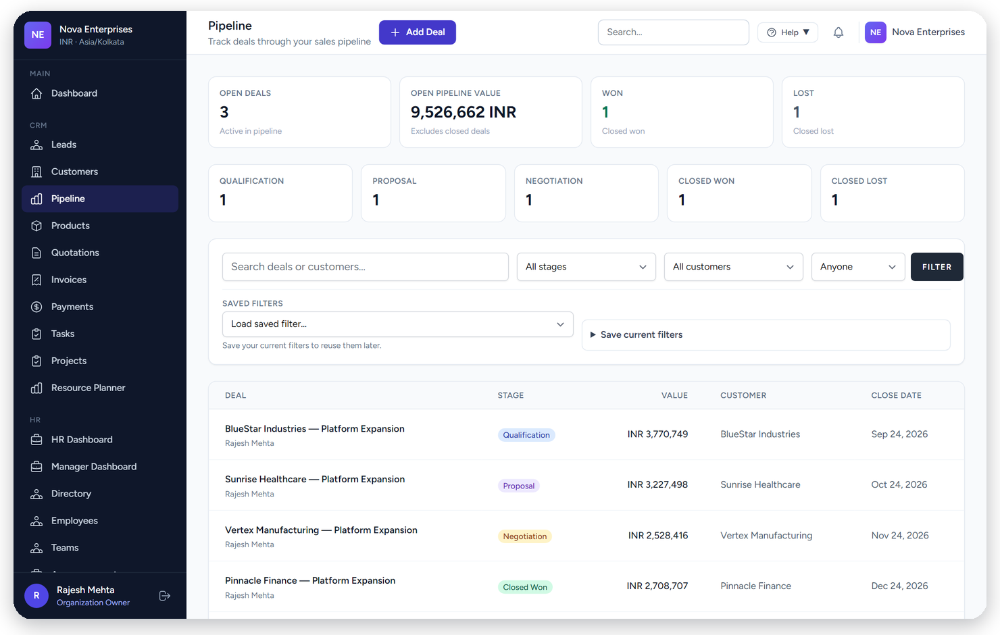 NE
Nova Enterprises
INR · Asia/Kolkata
MAIN
Dashboard
CRM
Leads
Customers
Pipeline
Products
Quotations
Invoices
Payments
Tasks
Projects
Resource Planner
HR
HR Dashboard
Manager Dashboard
Directory
Employees
Teams
R
Rajesh Mehta
Organization Owner
Pipeline
Track deals through your sales pipeline
+ Add Deal
Search...
Help ▼
NE
Nova Enterprises
OPEN DEALS
3
Active in pipeline
OPEN PIPELINE VALUE
9,526,662 INR
Excludes closed deals
WON
1
Closed won
LOST
1
Closed lost
QUALIFICATION
1
PROPOSAL
1
NEGOTIATION
1
CLOSED WON
1
CLOSED LOST
1
Search deals or customers...
All stages
All customers
Anyone
FILTER
SAVED FILTERS
Load saved filter...
Save your current filters to reuse them later.
▶ Save current filters
DEAL STAGE VALUE CUSTOMER CLOSE DATE
BlueStar Industries — Platform Expansion
Rajesh Mehta
Qualification
INR 3,770,749
BlueStar Industries
Sep 24, 2026
Sunrise Healthcare — Platform Expansion
Rajesh Mehta
Proposal
INR 3,227,498
Sunrise Healthcare
Oct 24, 2026
Vertex Manufacturing — Platform Expansion
Rajesh Mehta
Negotiation
INR 2,528,416
Vertex Manufacturing
Nov 24, 2026
Pinnacle Finance — Platform Expansion
Rajesh Mehta
Closed Won
INR 2,708,707
Pinnacle Finance
Dec 24, 2026